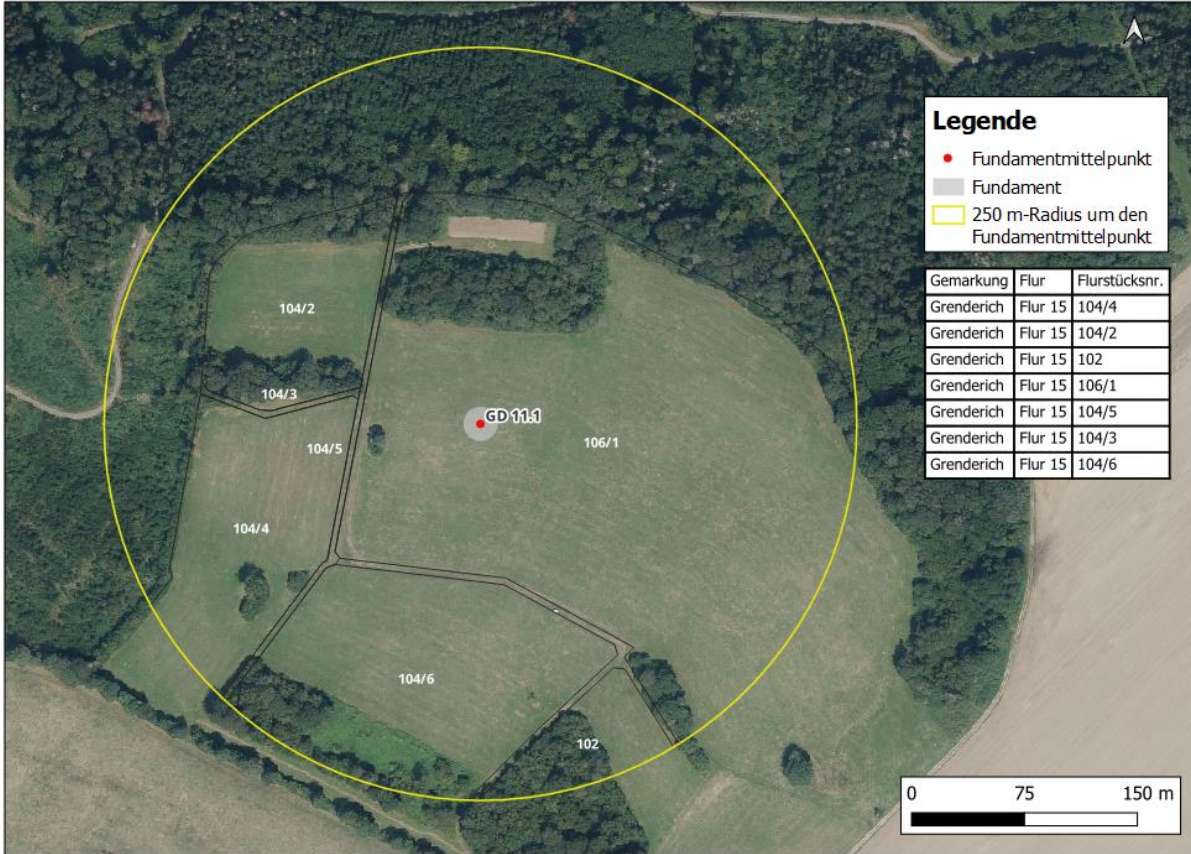 Legende
Fundamentmittelpunkt
Fundament
250 m-Radius um den
Fundamentmittelpunkt
Gemarkung Flur Flurstücksnr.
Grenderich Flur 15 104/4
Grenderich Flur 15 104/2
Grenderich Flur 15 102
Grenderich Flur 15 106/1
Grenderich Flur 15 104/5
Grenderich Flur 15 104/3
Grenderich Flur 15 104/6
104/2
104/3
GD 11.1
104/5
106/1
104/4
104/6
102
0 75 150 m